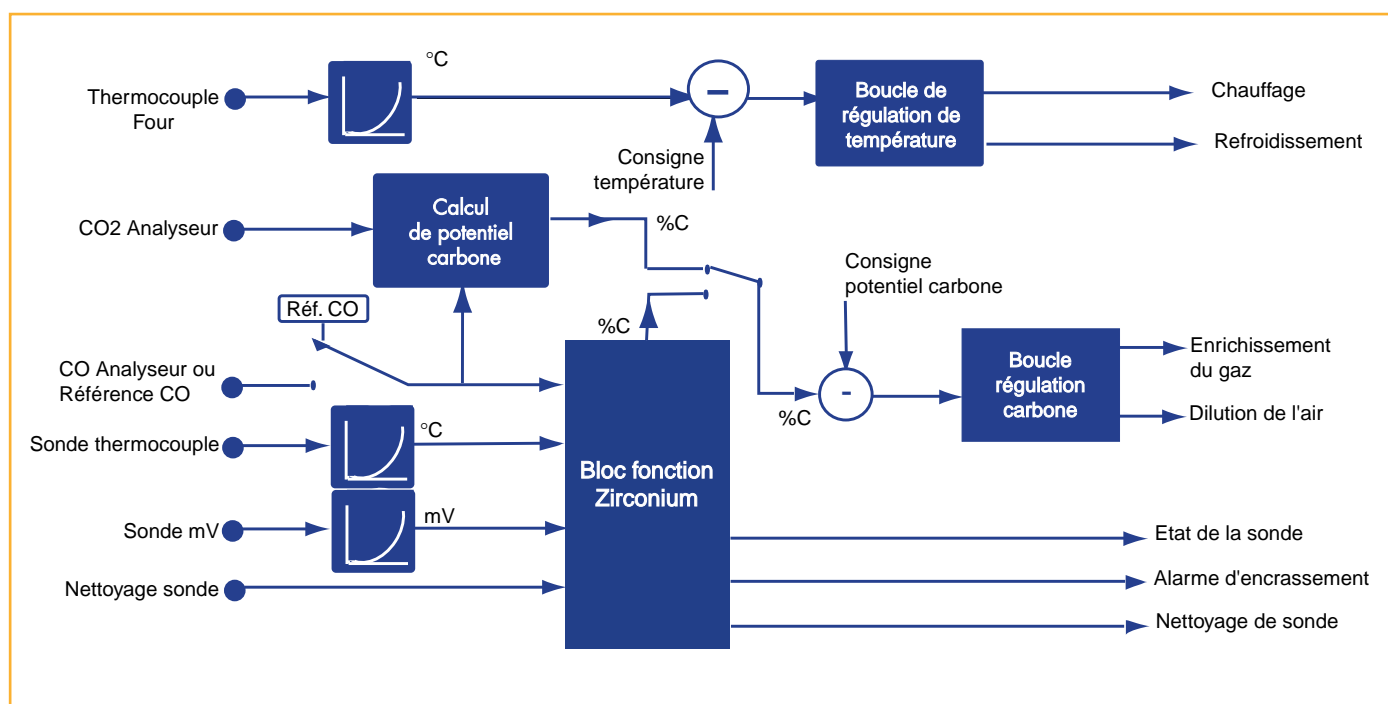 °C
Thermocouple
Four
Boucle de
régulation de
température
Chauffage
Refroidissement
Consigne
température
CO2 Analyseur
Calcul
de potentiel
carbone
%C
Consigne
potentiel carbone
Réf. CO
%C
CO Analyseur ou
Référence CO
%C
Boucle
régulation
carbone
Enrichissement
du gaz
Dilution de l'air
Sonde thermocouple
°C
Bloc fonction
Zirconium
Sonde mV
mV
Nettoyage sonde
Etat de la sonde
Alarme d'encrassement
Nettoyage de sonde